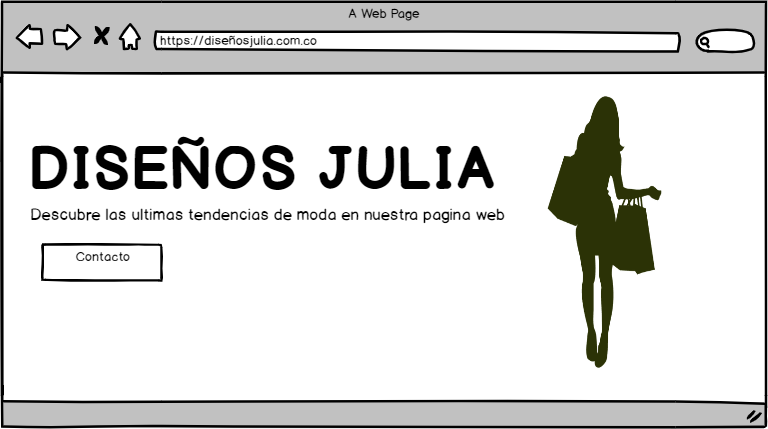 A Web Page
https://diseñosjulia.com.co
DISEÑOS JULIA
Descubre las ultimas tendencias de moda en nuestra pagina web
Contacto